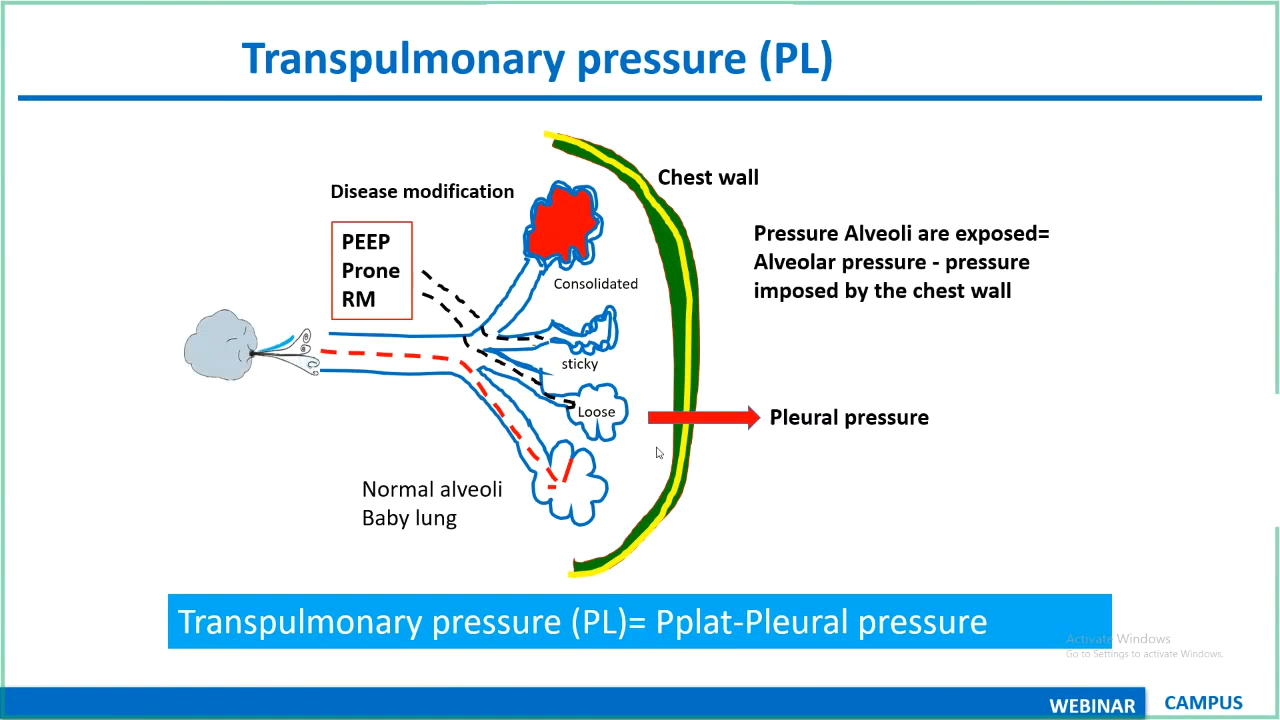 Transpulmonary pressure (PL)
Chest wall
Disease modification
PEEP
Prone
RM
Pressure Alveoli are exposed=
Alveolar pressure - pressure
imposed by the chest wall
Consolidated
sticky
Loose
Pleural pressure
Normal alveoli
Baby lung
Transpulmonary pressure (PL)= Pplat-Pleural pressure
Activate Windows
Go to Settings to activate Windows.
WEBINAR CAMPUS